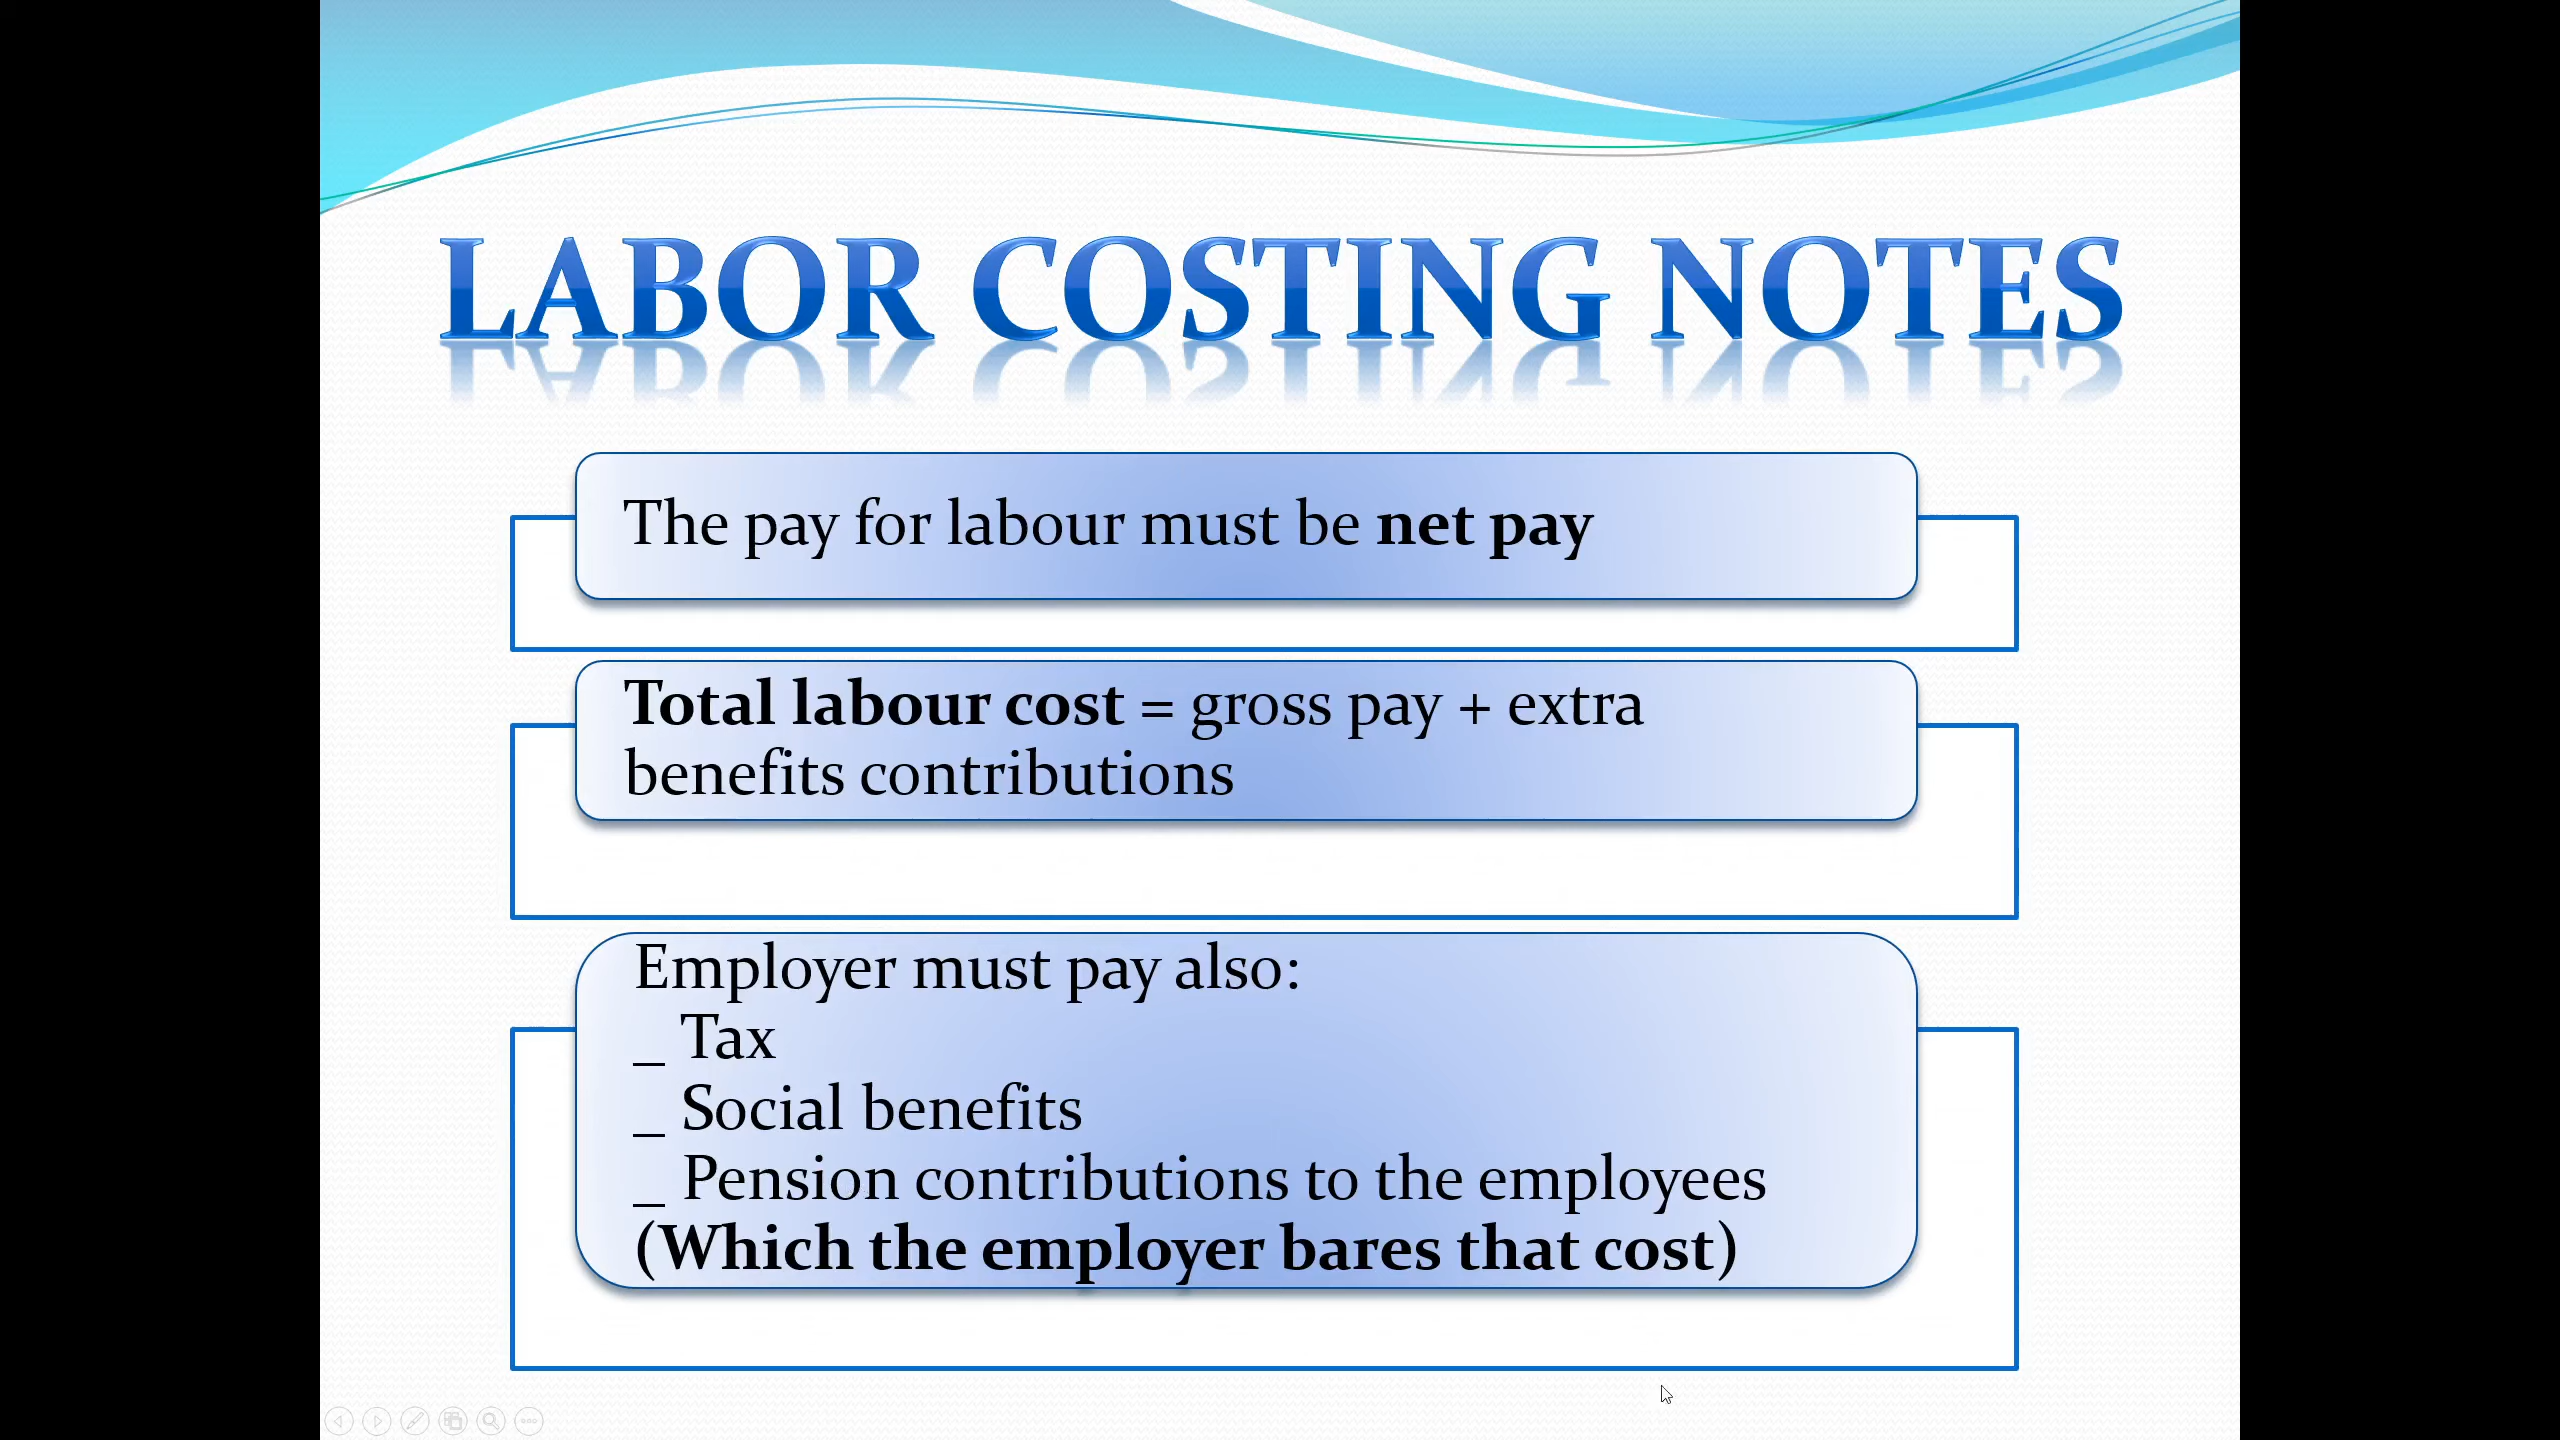 LABOR COSTING NOTES
The pay for labour must be net pay
Total labour cost = gross pay + extra
benefits contributions
Employer must pay also:
_ Tax
_ Social benefits
_ Pension contributions to the employees
(Which the employer bares that cost)